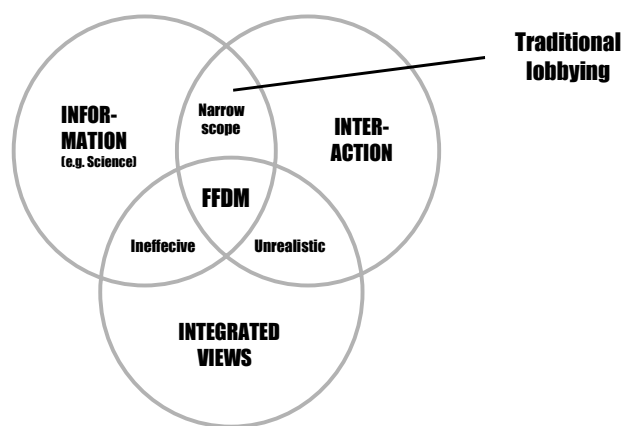 Traditional
lobbying
INFOR-
MATION
(e.g. Science)
Narrow
scope
INTER-
ACTION
FFDM
Ineffecive
Unrealistic
INTEGRATED
VIEWS